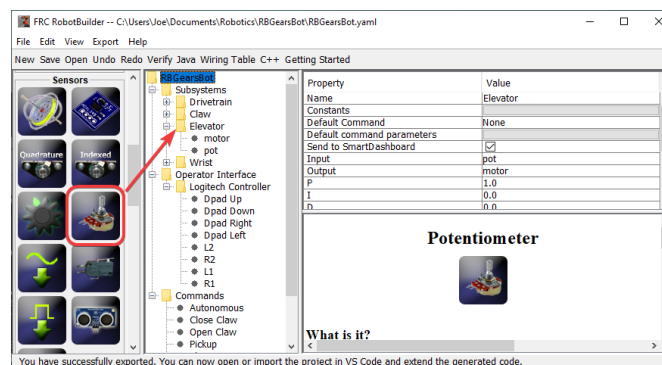 FRC RobotBuilder -- C:\Users\Joe\Documents\Robotics\RBGearsBot\RBGearsBot.yaml
File Edit View Export Help
New Save Open Undo Redo Verify Java Wiring Table C++ Getting Started
Sensors
Quadrature Indexed
RBGearsBot
Subsystems
Drivetrain
Claw
Elevator
motor
pot
Wrist
Operator Interface
Logitech Controller
Dpad Up
Dpad Down
Dpad Right
Dpad Left
L2
R2
L1
R1
Commands
Autonomous
Close Claw
Open Claw
Pickup
Property Value
Name Elevator
Constants
Default Command None
Default command parameters
Send to SmartDashboard
Input pot
Output motor
P 1.0
I 0.0
D 0.0
Potentiometer
What is it?
You have successfully exported. You can now open or import the project in VS Code and extend the generated code.